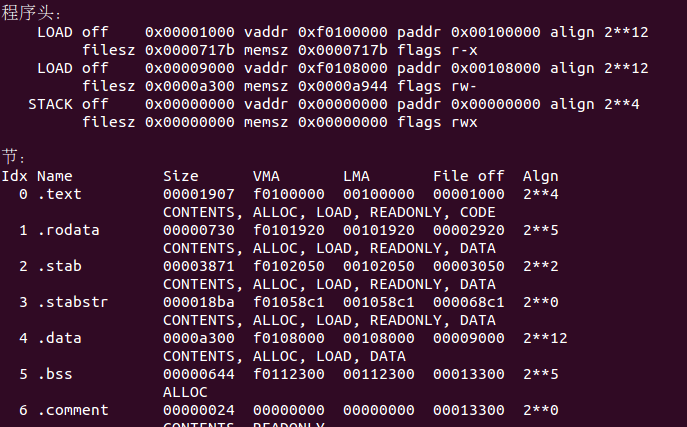 程序头：
LOAD off    0x00001000 vaddr 0xf0100000 paddr 0x00100000 align 2**12
filesz 0x0000717b memsz 0x0000717b flags r-x
LOAD off    0x00009000 vaddr 0xf0108000 paddr 0x00108000 align 2**12
filesz 0x0000a300 memsz 0x0000a944 flags rw-
STACK off    0x00000000 vaddr 0x00000000 paddr 0x00000000 align 2**4
filesz 0x00000000 memsz 0x00000000 flags rwx
节：
Idx Name          Size      VMA       LMA       File off  Algn
0 .text         00001907  f0100000  00100000  00001000  2**4
CONTENTS, ALLOC, LOAD, READONLY, CODE
1 .rodata       00000730  f0101920  00101920  00002920  2**5
CONTENTS, ALLOC, LOAD, READONLY, DATA
2 .stab         00003871  f0102050  00102050  00003050  2**2
CONTENTS, ALLOC, LOAD, READONLY, DATA
3 .stabstr      000018ba  f01058c1  001058c1  000068c1  2**0
CONTENTS, ALLOC, LOAD, READONLY, DATA
4 .data         0000a300  f0108000  00108000  00009000  2**12
CONTENTS, ALLOC, LOAD, DATA
5 .bss          00000644  f0112300  00112300  00013300  2**5
ALLOC
6 .comment      00000024  00000000  00000000  00013300  2**0
CONTENTS, READONLY